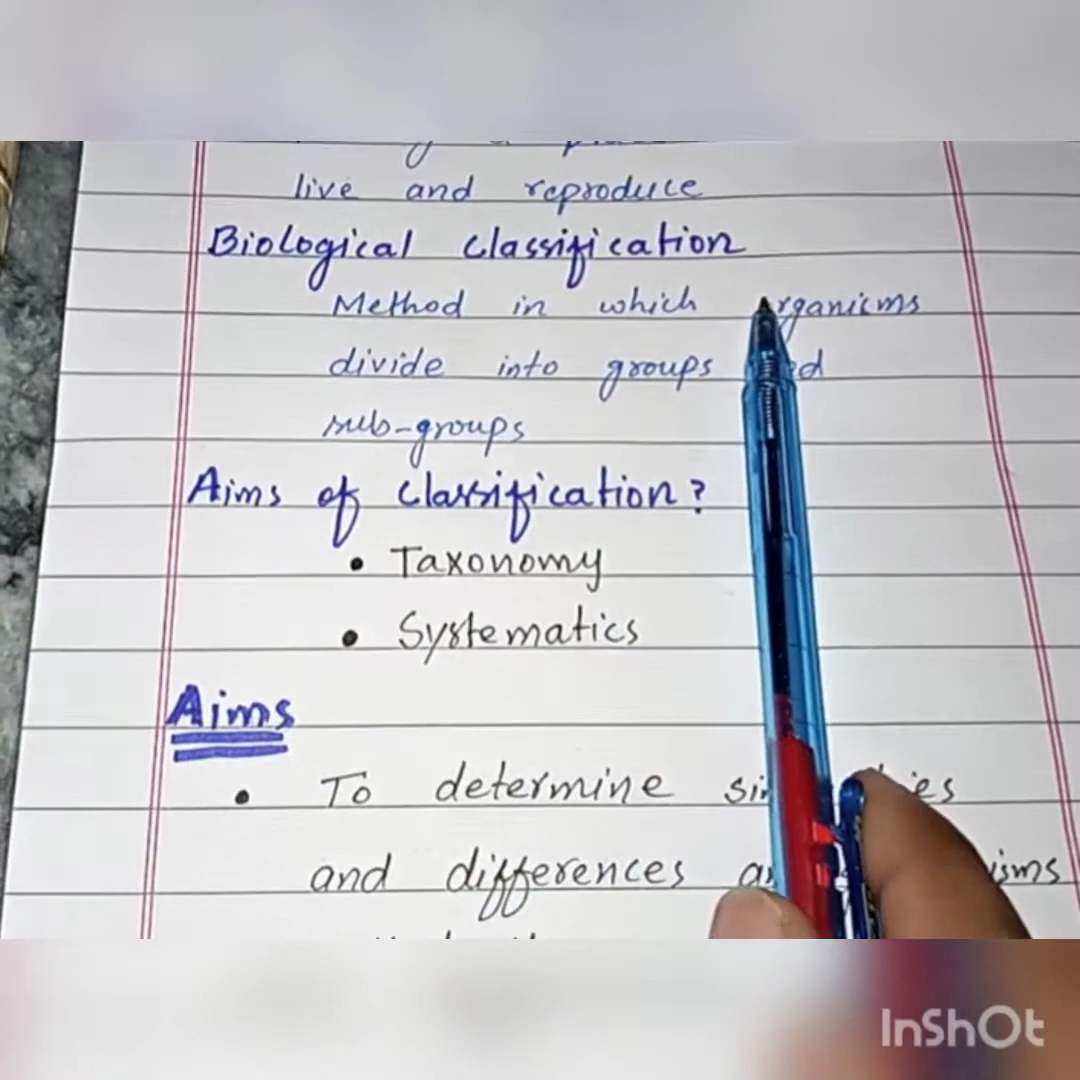 live and reproduce
Biological classification
Method in which organicms
divide into groups
sub-groups
Aims of classification?
• Taxonomy
• Systematics
Aims
• To determine
and differences
InShOt